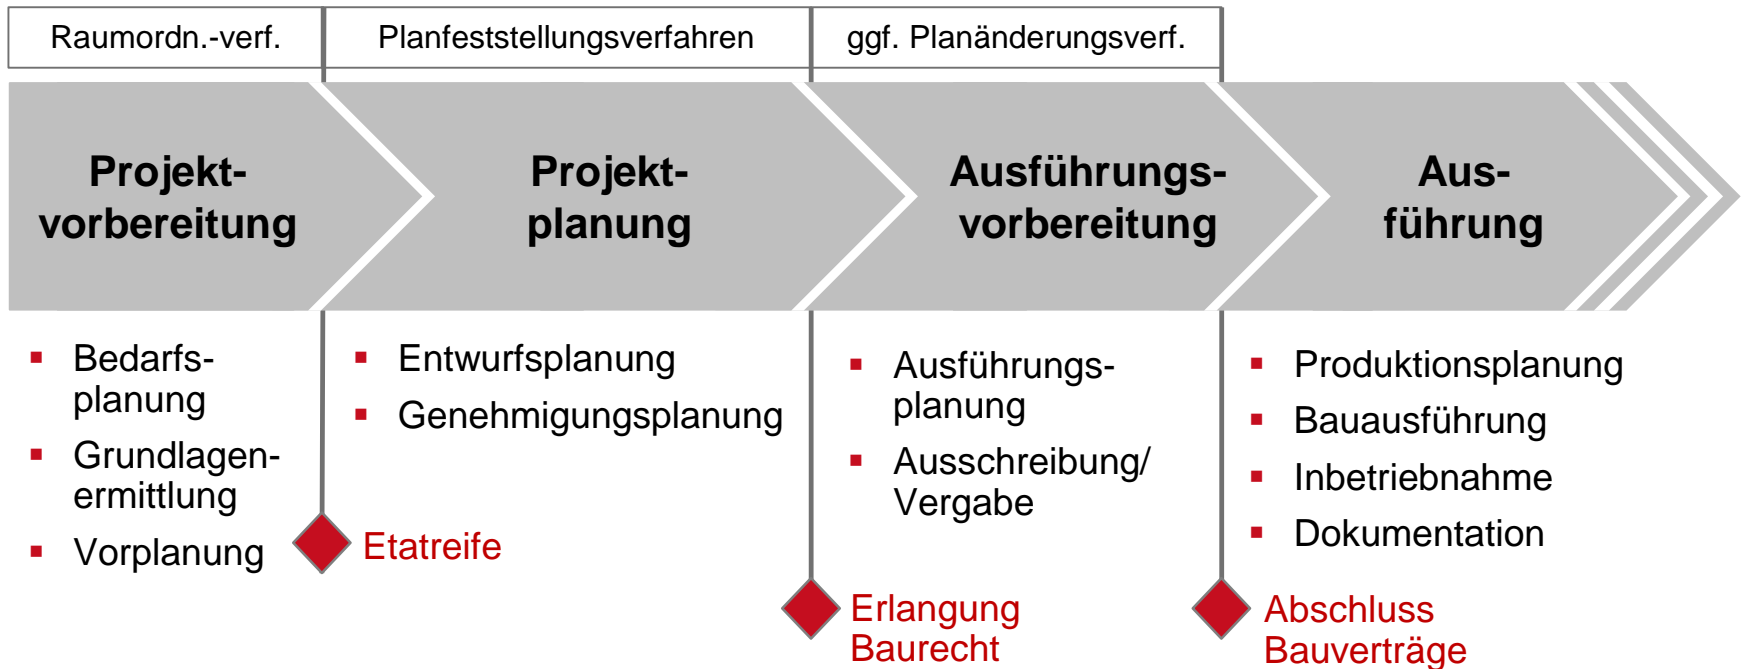 Raumordn.-verf.
Planfeststellungsverfahren
ggf. Planänderungsverf.
Projekt-
vorbereitung
Projekt-
planung
Ausführungs-
vorbereitung
Aus-
führung
Bedarfs-
planung
Grundlagen-
ermittlung
Vorplanung
Etatreife
Entwurfsplanung
Genehmigungsplanung
Erlangung
Baurecht
Ausführungs-
planung
Ausschreibung/
Vergabe
Abschluss
Bauverträge
Produktionsplanung
Bauausführung
Inbetriebnahme
Dokumentation